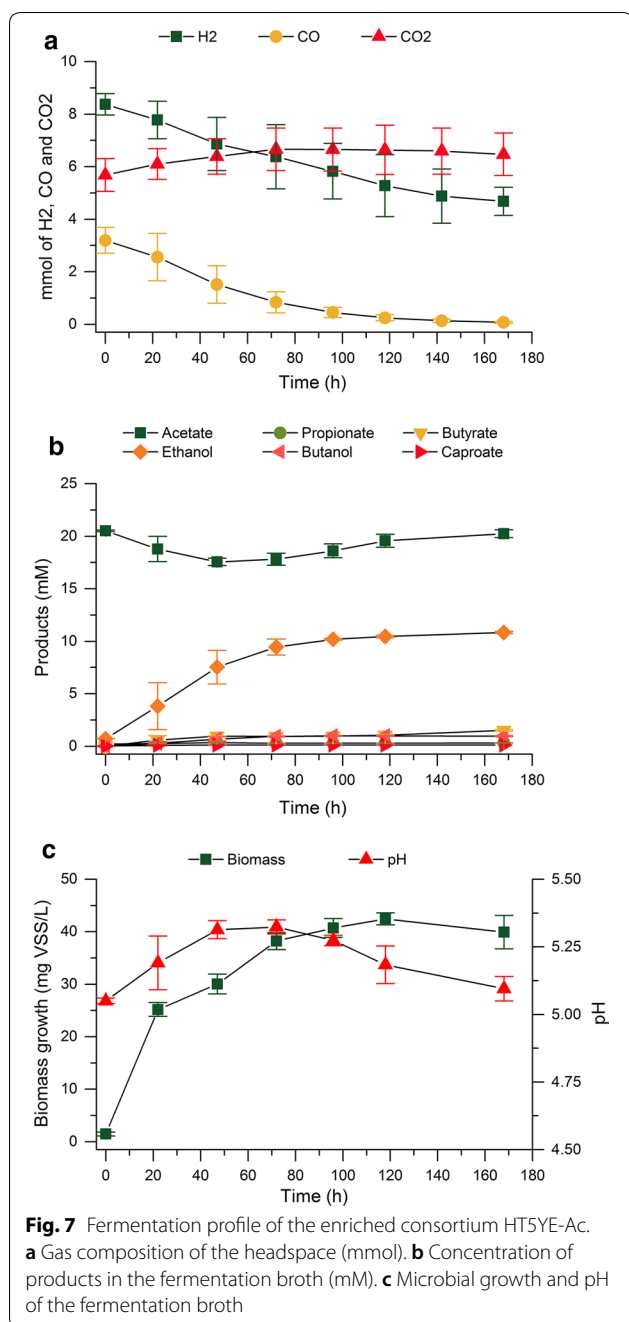 a
H2 CO CO2
10
8
6
4
2
0
mmol of H2, CO and CO2
0 20 40 60 80 100 120 140 160 180
Time (h)
b
Acetate Propionate Butyrate
Ethanol Butanol Caproate
25
20
15
10
5
0
Products (mM)
0 20 40 60 80 100 120 140 160 180
Time (h)
c
Biomass pH
50
40
30
20
10
0
Biomass growth (mg VSS/L)
5.50
5.25
5.00
4.75
4.50
pH
0 20 40 60 80 100 120 140 160 180
Time (h)
Fig. 7 Fermentation profile of the enriched consortium HT5YE-Ac.
a Gas composition of the headspace (mmol). b Concentration of
products in the fermentation broth (mM). c Microbial growth and pH
of the fermentation broth